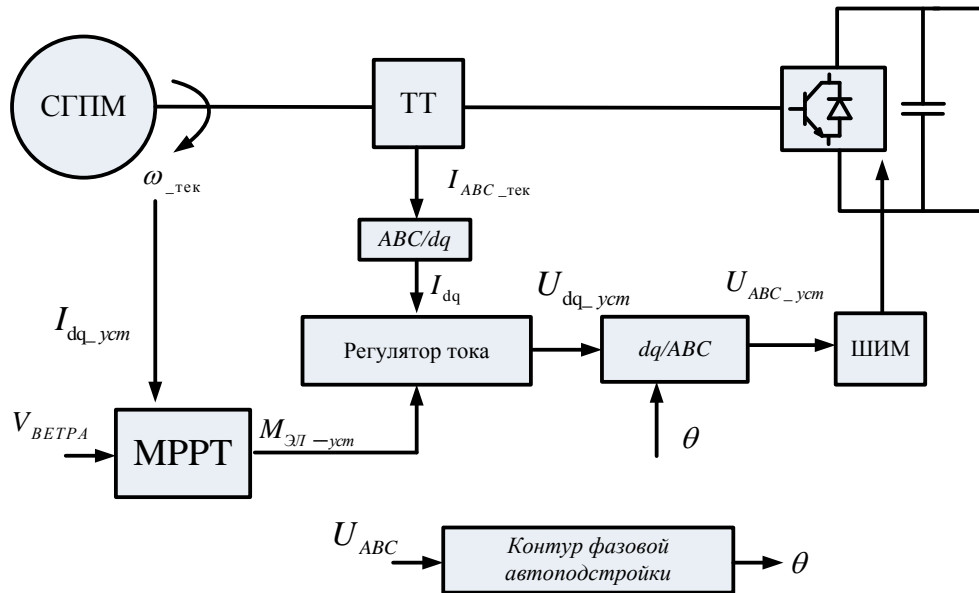 СГПМ
ТТ
ω_тек
I_ABC_тек
ABC/dq
I_dq
U_dq_уст
U_ABC_уст
I_dq_уст
Регулятор тока
dq/ABC
ШИМ
V_ВЕТРА
МРРТ
M_ЭЛ_уст
θ
U_ABC
Контур фазовой
автоподстройки
θ